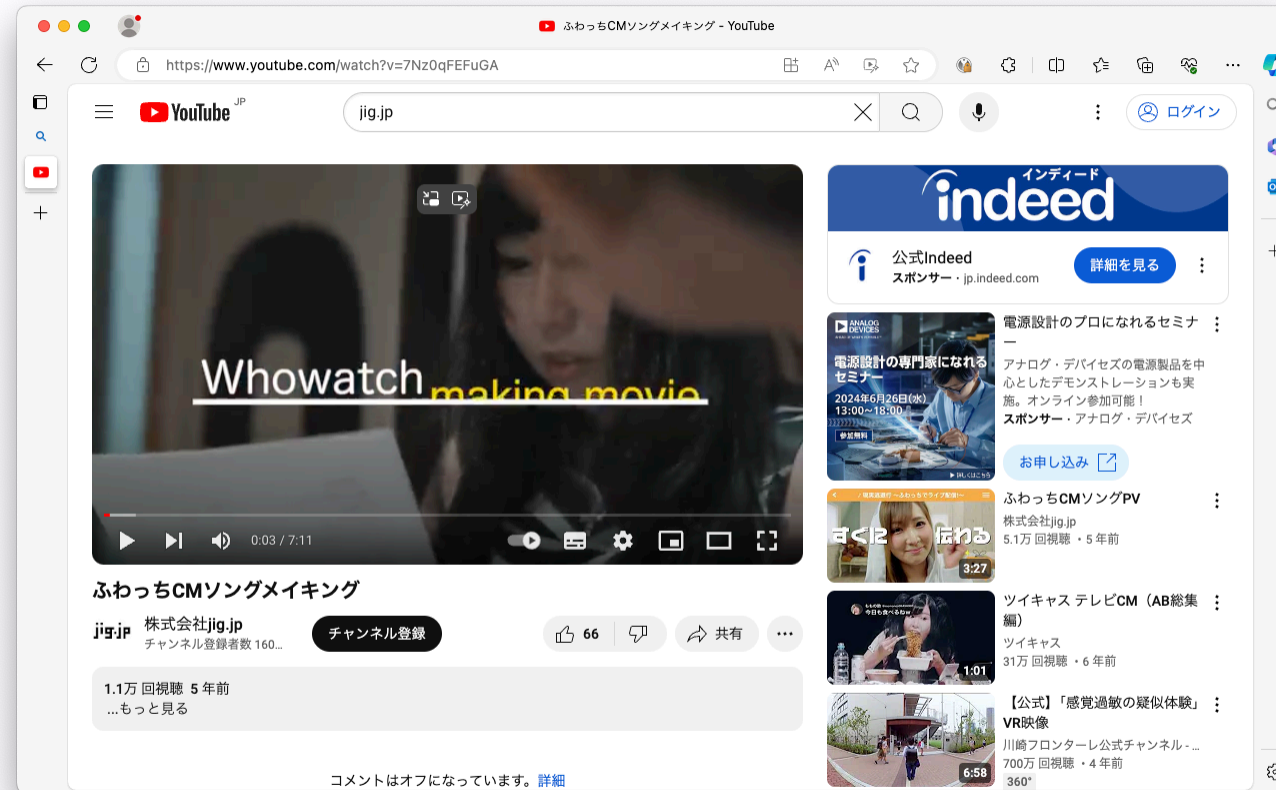 ふわっちCMソングメイキング - YouTube
https://www.youtube.com/watch?v=7Nz0qFEFuGA
YouTube JP
jig.jp
ログイン
Whowatch making movie
0:03 / 7:11
ふわっちCMソングメイキング
jig.jp
株式会社jig.jp
チャンネル登録者数 160...
チャンネル登録
66
共有
1.1万 回視聴 5 年前
...もっと見る
コメントはオフになっています。詳細
インディード
indeed
公式Indeed
スポンサー・jp.indeed.com
詳細を見る
ANALOG
DEVICES
電源設計の専門家になれる
セミナー
2024年6月26日(水)
13:00~18:00
参加無料
▶詳しくはこちら
電源設計のプロになれるセミナ
ー
アナログ・デバイセズの電源製品を中
心としたデモンストレーションも実
施。オンライン参加可能！
スポンサー・アナログ・デバイセズ
お申し込み
すぐに 伝わる
3:27
ふわっちCMソングPV
株式会社jig.jp
5.1万 回視聴・5 年前
今日も食べるねw
1:01
ツイキャス テレビCM（AB総集
編）
ツイキャス
31万 回視聴・6 年前
6:58
【公式】「感覚過敏の疑似体験」
VR映像
川崎フロンターレ公式チャンネル - ...
700万 回視聴・4 年前
360°